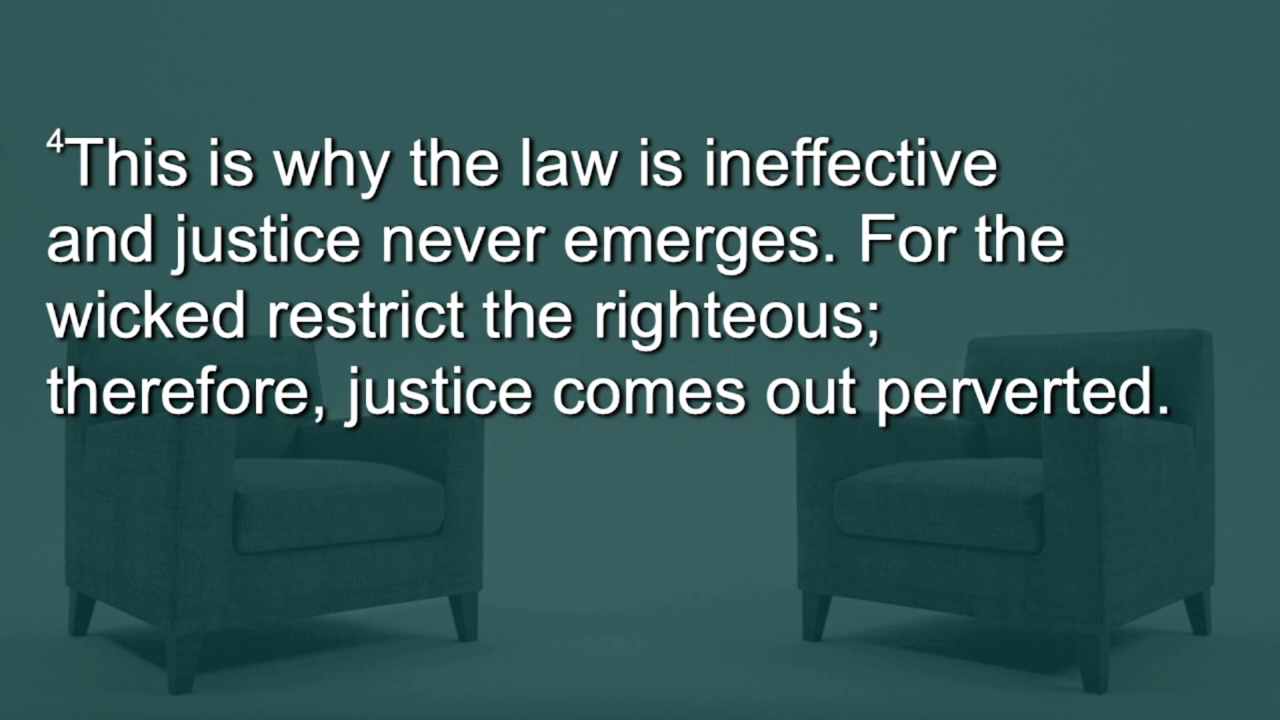 ⁴This is why the law is ineffective
and justice never emerges. For the
wicked restrict the righteous;
therefore, justice comes out perverted.